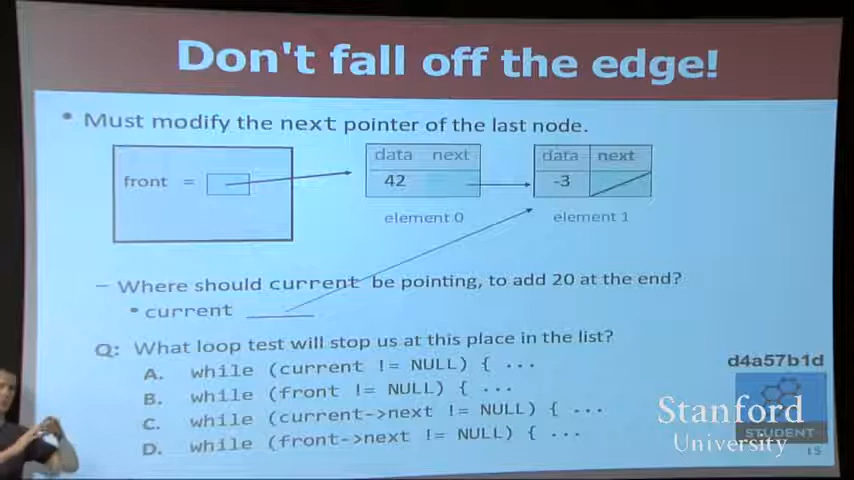 Don't fall off the edge!
• Must modify the next pointer of the last node.
data next
data next
front =
42
-3
element 0
element 1
– Where should current be pointing, to add 20 at the end?
• current ______
Q: What loop test will stop us at this place in the list?
A. while (current != NULL) { ...
B. while (front != NULL) { ...
C. while (current->next != NULL) { ...
D. while (front->next != NULL) { ...
d4a57b1d
Stanford
University
STUDENT
15